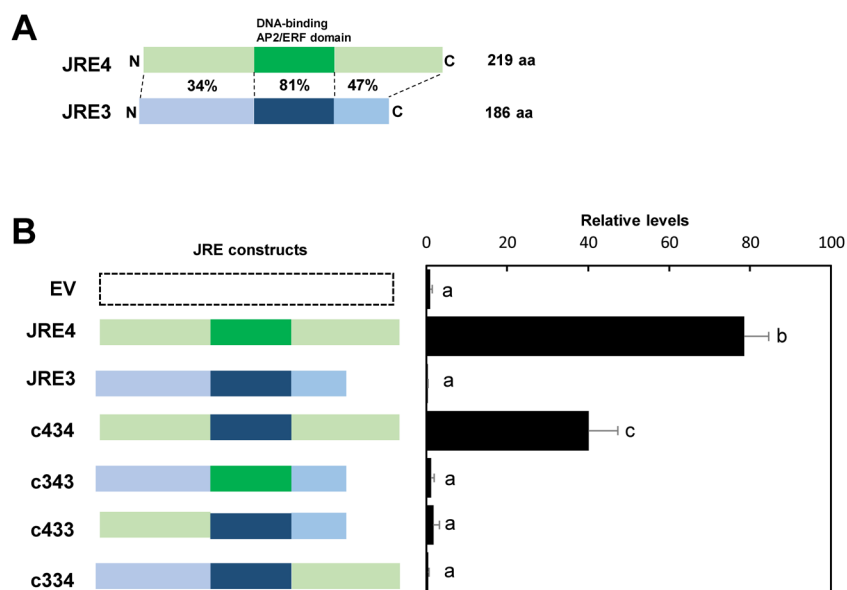 A
DNA-binding
AP2/ERF domain
JRE4 N C 219 aa
34% 81% 47%
JRE3 N C 186 aa
B
Relative levels
JRE constructs
0 20 40 60 80 100
EV a
JRE4 b
JRE3 a
c434 c
c343 a
c433 a
c334 a